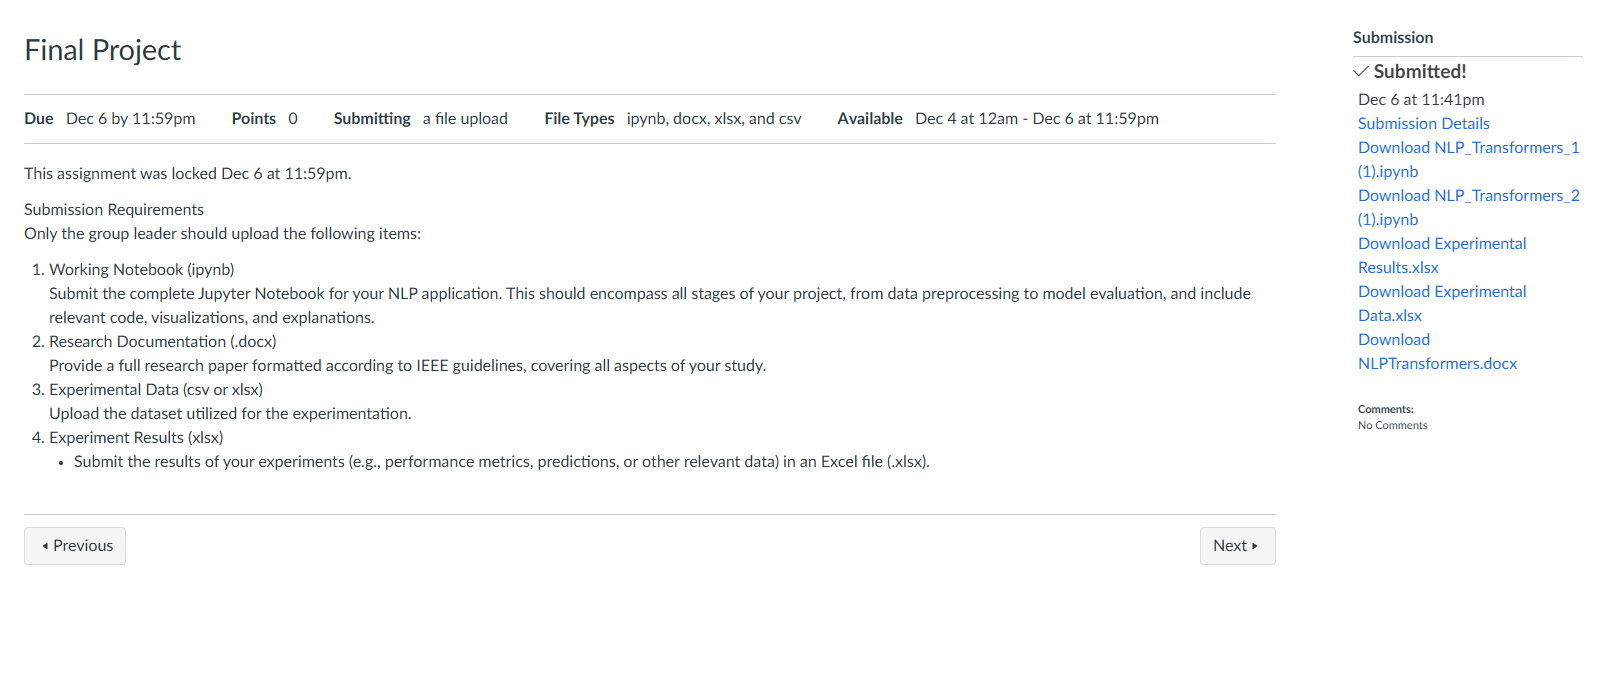 Final Project
Due Dec 6 by 11:59pm Points 0 Submitting a file upload File Types ipynb, docx, xlsx, and csv Available Dec 4 at 12am - Dec 6 at 11:59pm
This assignment was locked Dec 6 at 11:59pm.
Submission Requirements
Only the group leader should upload the following items:
1. Working Notebook (ipynb)
Submit the complete Jupyter Notebook for your NLP application. This should encompass all stages of your project, from data preprocessing to model evaluation, and include
relevant code, visualizations, and explanations.
2. Research Documentation (.docx)
Provide a full research paper formatted according to IEEE guidelines, covering all aspects of your study.
3. Experimental Data (csv or xlsx)
Upload the dataset utilized for the experimentation.
4. Experiment Results (xlsx)
• Submit the results of your experiments (e.g., performance metrics, predictions, or other relevant data) in an Excel file (.xlsx).
Previous
Next
Submission
Submitted!
Dec 6 at 11:41pm
Submission Details
Download NLP_Transformers_1
(1).ipynb
Download NLP_Transformers_2
(1).ipynb
Download Experimental
Results.xlsx
Download Experimental
Data.xlsx
Download
NLPTransformers.docx
Comments:
No Comments